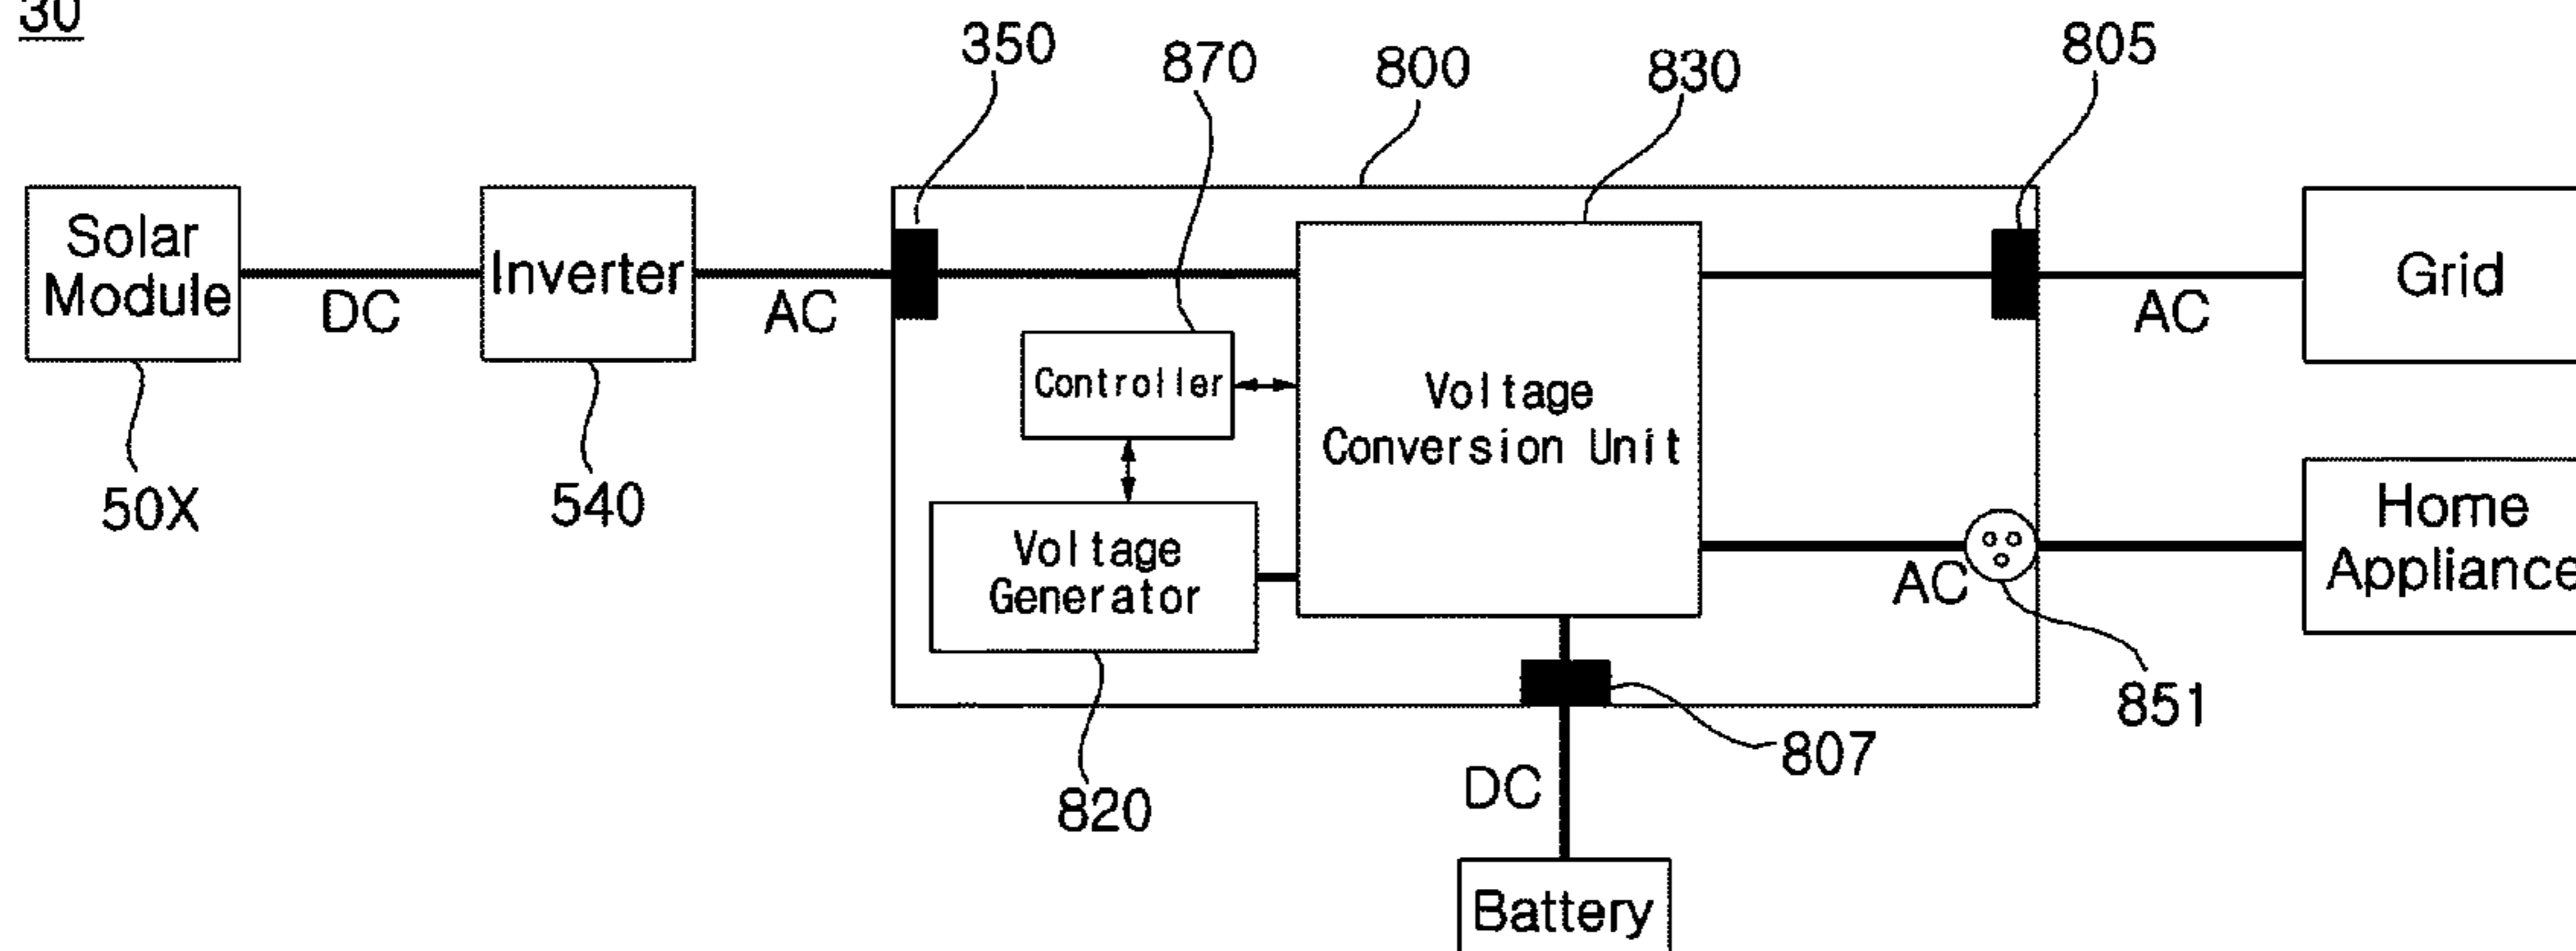 30
350
870
800
830
805
Solar
Module
DC
Inverter
AC
Controller
Voltage
Conversion Unit
AC
Grid
50X
540
Voltage
Generator
AC
Home
Appliance
820
DC
807
851
Battery